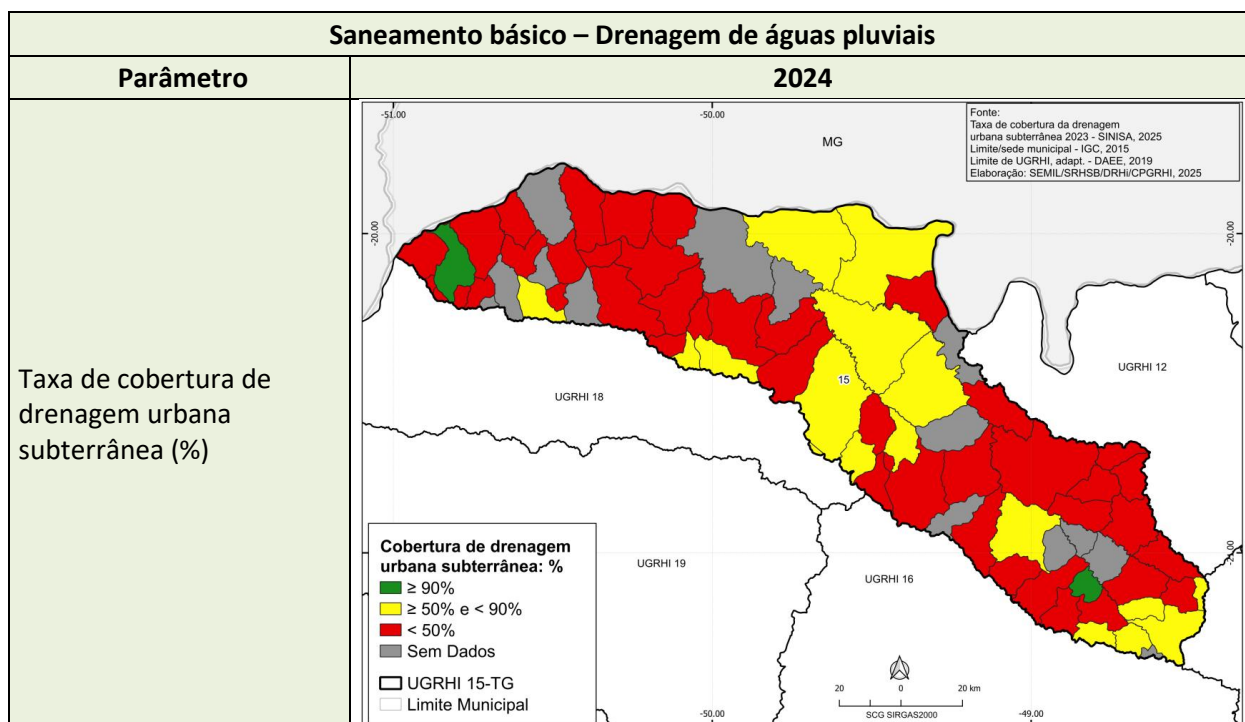 Saneamento básico – Drenagem de águas pluviais
Parâmetro
2024
Taxa de cobertura de
drenagem urbana
subterrânea (%)
-51.00
-50.00
Fonte:
Taxa de cobertura da drenagem
urbana subterrânea 2023 - SINISA, 2025
Limite/sede municipal - IGC, 2015
Limite de UGRHI, adapt. - DAEE, 2019
Elaboração: SEMIL/SRHSB/DRHi/CPGRHI, 2025
MG
-20.00
-20.00
UGRHI 12
15
UGRHI 18
UGRHI 19
UGRHI 16
-21.00
Cobertura de drenagem
urbana subterrânea: %
≥ 90%
≥ 50% e < 90%
< 50%
Sem Dados
UGRHI 15-TG
Limite Municipal
20 0 20 km
SCG SIRGAS2000
-50.00
-49.00